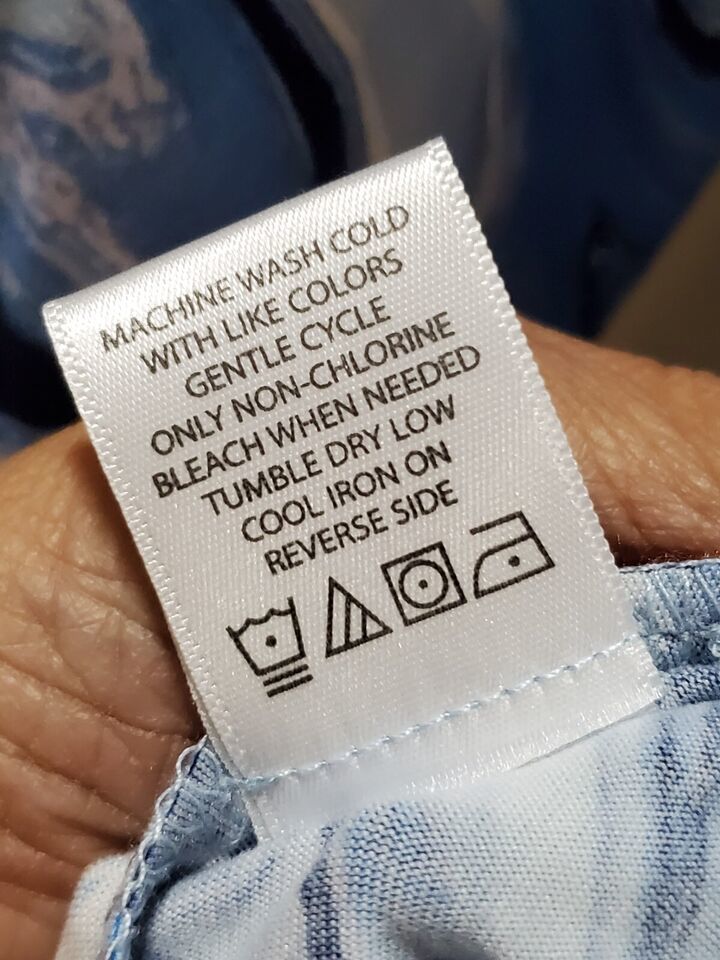 MACHINE WASH COLD
WITH LIKE COLORS
GENTLE CYCLE
ONLY NON-CHLORINE
BLEACH WHEN NEEDED
TUMBLE DRY LOW
COOL IRON ON
REVERSE SIDE